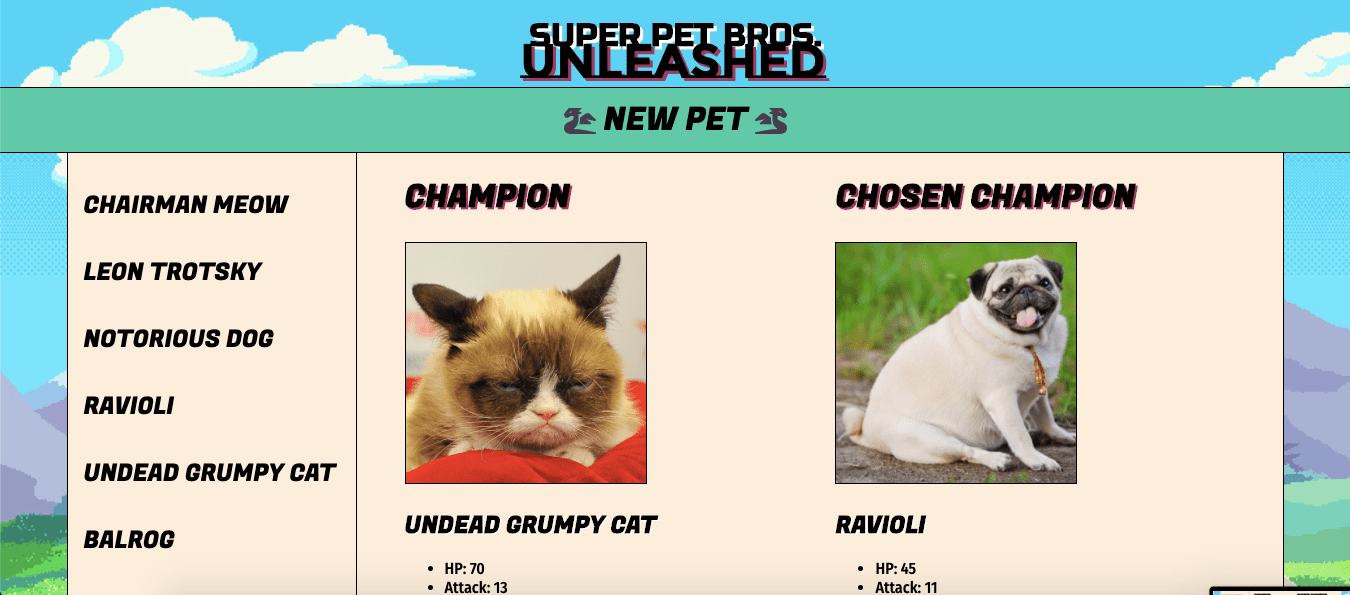 SUPER PET BROS.
UNLEASHED
NEW PET
CHAIRMAN MEOW
LEON TROTSKY
NOTORIOUS DOG
RAVIOLI
UNDEAD GRUMPY CAT
BALROG
CHAMPION
UNDEAD GRUMPY CAT
HP: 70
Attack: 13
CHOSEN CHAMPION
RAVIOLI
HP: 45
Attack: 11